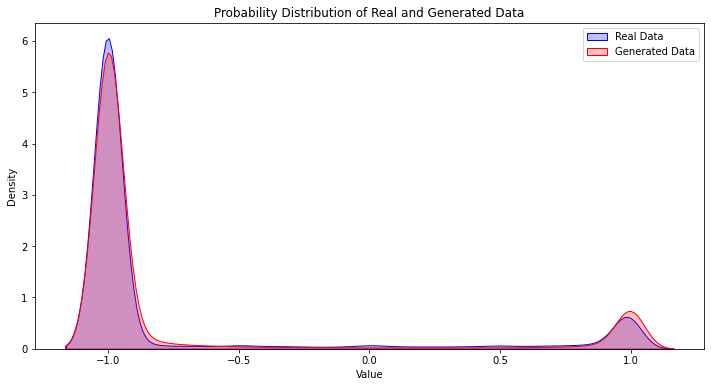 Probability Distribution of Real and Generated Data
Real Data
Generated Data
6
5
4
3
2
1
0
Density
−1.0
−0.5
0.0
0.5
1.0
Value